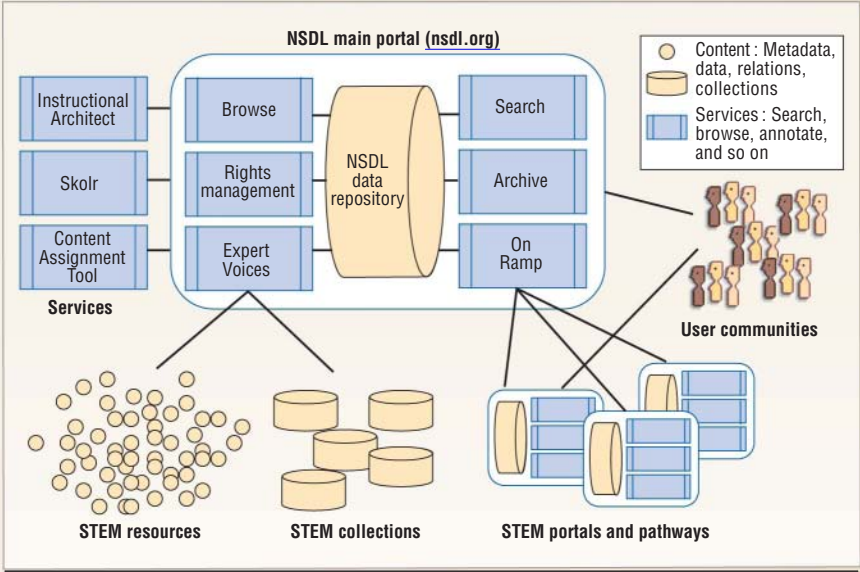 NSDL main portal (nsdl.org)
Content : Metadata,
data, relations,
collections
Services : Search,
browse, annotate,
and so on
Instructional
Architect
Skolr
Content
Assignment
Tool
Services
Browse
Rights
management
Expert
Voices
NSDL
data
repository
Search
Archive
On
Ramp
User communities
STEM resources
STEM collections
STEM portals and pathways